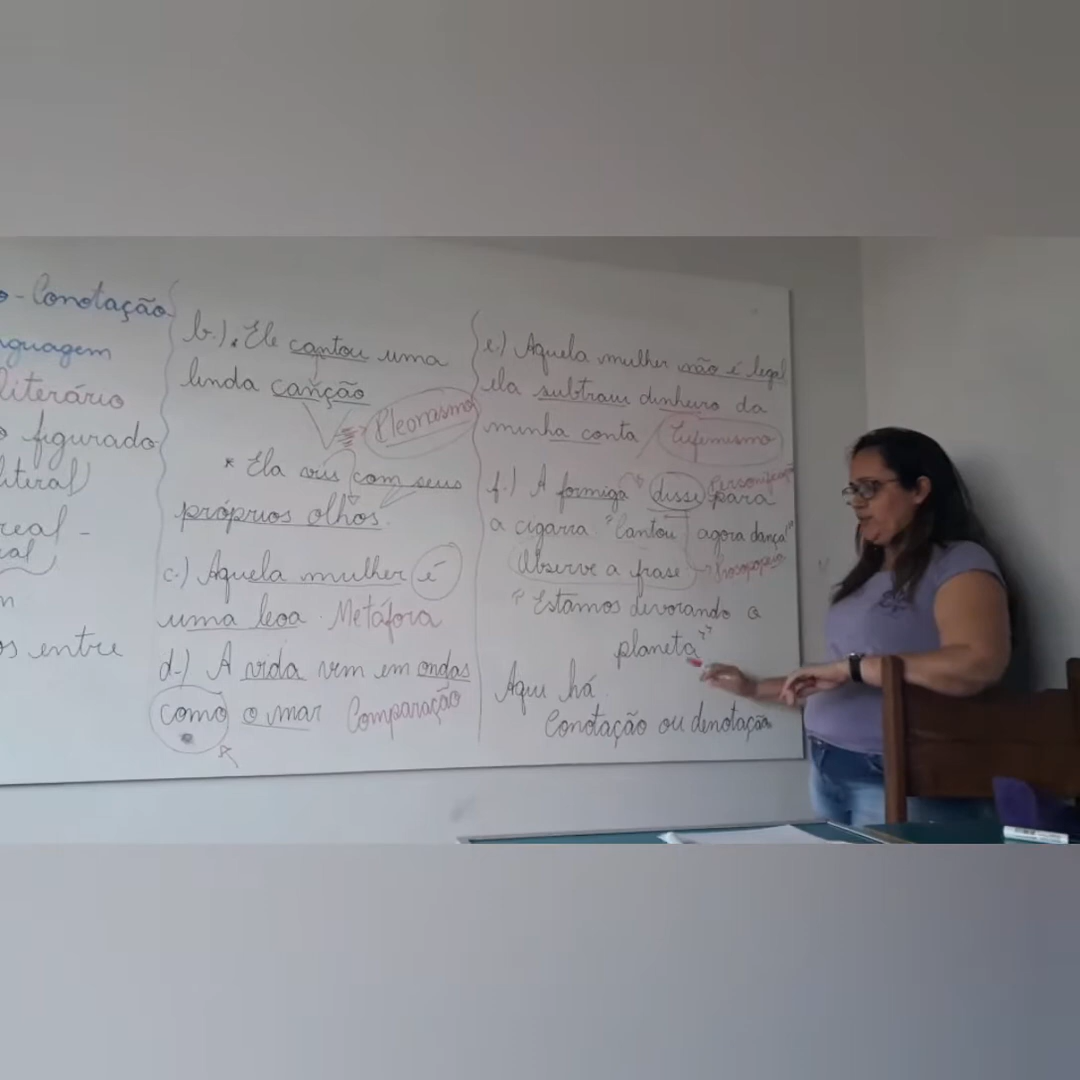 o - Conotação
nguagem
literário
o figurado
literal)
real -
al
m
os entre
b.) Ele cantou uma
linda canção
Pleonasmo
* Ela viu com seus
próprios olhos.
c.) Aquela mulher é
uma leoa. Metáfora
d.) A vida vem em ondas
como o mar Comparação
e.) Aquela mulher não é legal
ela subtraiu dinheiro da
minha conta / Eufemismo
f.) A formiga disse para
a cigarra: "Cantou agora dança!"
Observe a frase Prosopopeia
"Estamos devorando o
planeta"
Aqui há
Conotação ou denotação